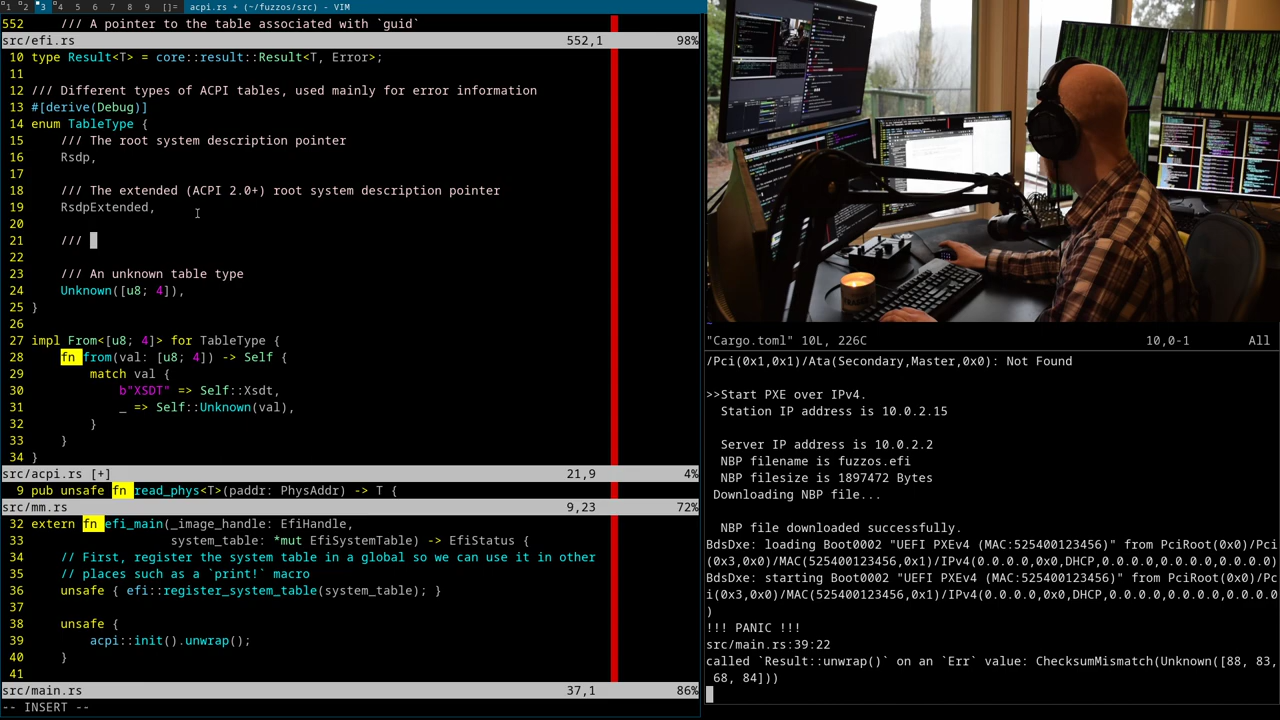 1 2 3 4 5 6 7 8 9 []= acpi.rs + (~/fuzzos/src) - VIM
552     /// A pointer to the table associated with `guid`
src/efi.rs 552,1 98%
10 type Result<T> = core::result::Result<T, Error>;
11
12 /// Different types of ACPI tables, used mainly for error information
13 #[derive(Debug)]
14 enum TableType {
15     /// The root system description pointer
16     Rsdp,
17
18     /// The extended (ACPI 2.0+) root system description pointer
19     RsdpExtended,
20
21     ///
22
23     /// An unknown table type
24     Unknown([u8; 4]),
25 }
26
27 impl From<[u8; 4]> for TableType {
28     fn from(val: [u8; 4]) -> Self {
29         match val {
30             b"XSDT" => Self::Xsdt,
31             _ => Self::Unknown(val),
32         }
33     }
34 }
src/acpi.rs [+] 21,9 4%
9 pub unsafe fn read_phys<T>(paddr: PhysAddr) -> T {
src/mm.rs 9,23 72%
32 extern fn efi_main(_image_handle: EfiHandle,
33                    system_table: *mut EfiSystemTable) -> EfiStatus {
34     // First, register the system table in a global so we can use it in other
35     // places such as a `print!` macro
36     unsafe { efi::register_system_table(system_table); }
37
38     unsafe {
39         acpi::init().unwrap();
40     }
41
src/main.rs 37,1 86%
-- INSERT --
"Cargo.toml" 10L, 226C 10,0-1 All
/Pci(0x1,0x1)/Ata(Secondary,Master,0x0): Not Found
>>Start PXE over IPv4.
Station IP address is 10.0.2.15
Server IP address is 10.0.2.2
NBP filename is fuzzos.efi
NBP filesize is 1897472 Bytes
Downloading NBP file...
NBP file downloaded successfully.
BdsDxe: loading Boot0002 "UEFI PXEv4 (MAC:525400123456)" from PciRoot(0x0)/Pci
(0x3,0x0)/MAC(525400123456,0x1)/IPv4(0.0.0.0,0x0,DHCP,0.0.0.0,0.0.0.0,0.0.0.0)
BdsDxe: starting Boot0002 "UEFI PXEv4 (MAC:525400123456)" from PciRoot(0x0)/Pc
i(0x3,0x0)/MAC(525400123456,0x1)/IPv4(0.0.0.0,0x0,DHCP,0.0.0.0,0.0.0.0,0.0.0.0
)
!!! PANIC !!!
src/main.rs:39:22
called `Result::unwrap()` on an `Err` value: ChecksumMismatch(Unknown([88, 83,
68, 84]))